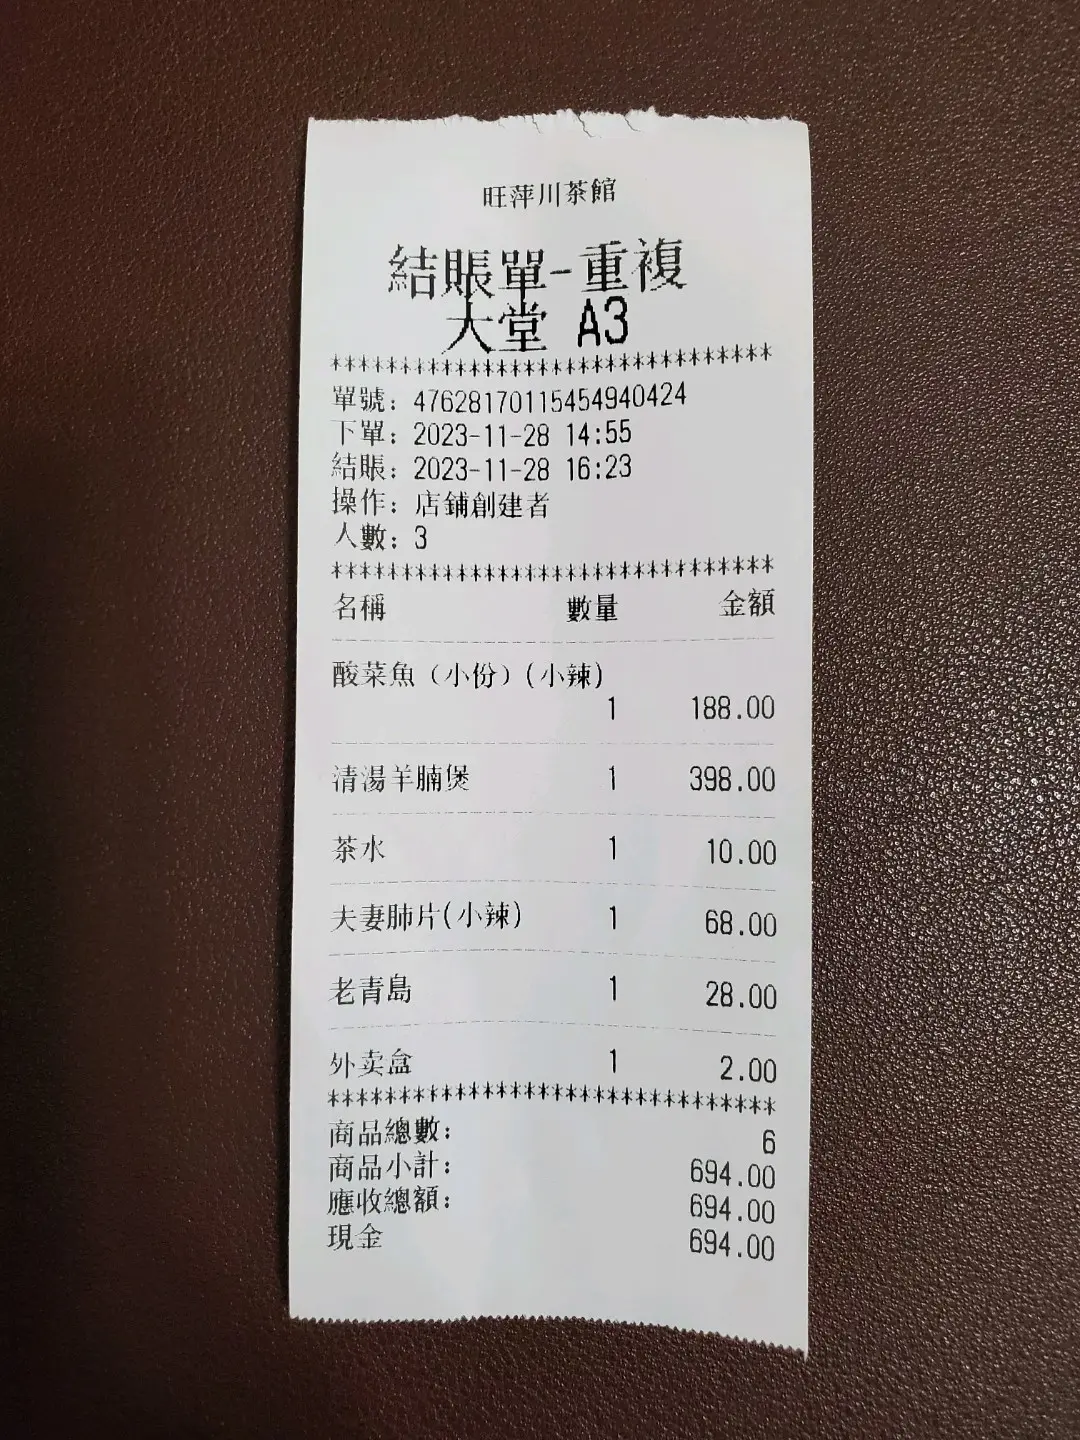 旺萍川茶館
結賬單-重複
大堂 A3
********************************
單號: 476281701154549​40424
下單: 2023-11-28 14:55
結賬: 2023-11-28 16:23
操作: 店鋪創建者
人數: 3
********************************
名稱 數量 金額
酸菜魚（小份）(小辣)
1 188.00
清湯羊腩煲 1 398.00
茶水 1 10.00
夫妻肺片(小辣) 1 68.00
老青島 1 28.00
外卖盒 1 2.00
********************************
商品總數: 6
商品小計: 694.00
應收總額: 694.00
現金 694.00